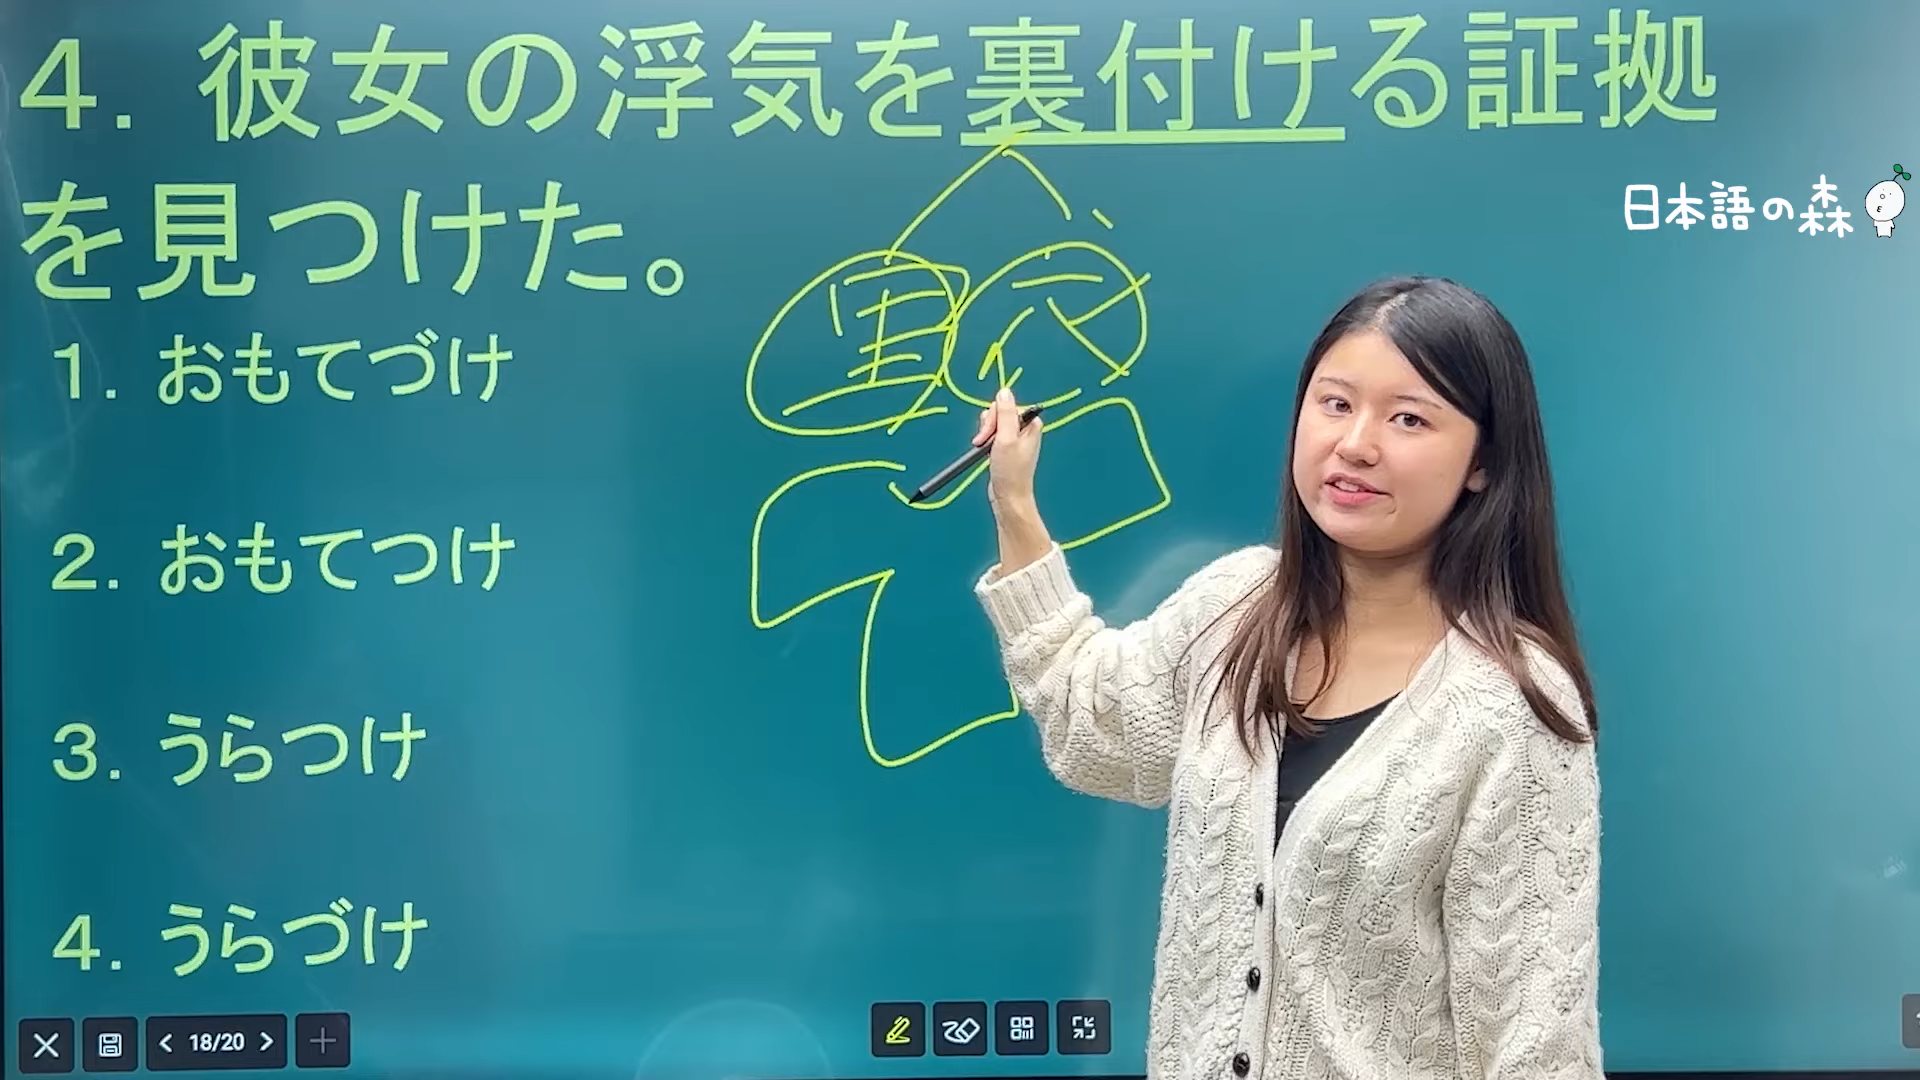 4. 彼女の浮気を裏付ける証拠
を見つけた。
日本語の森
1. おもてづけ
2. おもてつけ
3. うらつけ
4. うらづけ
18/20